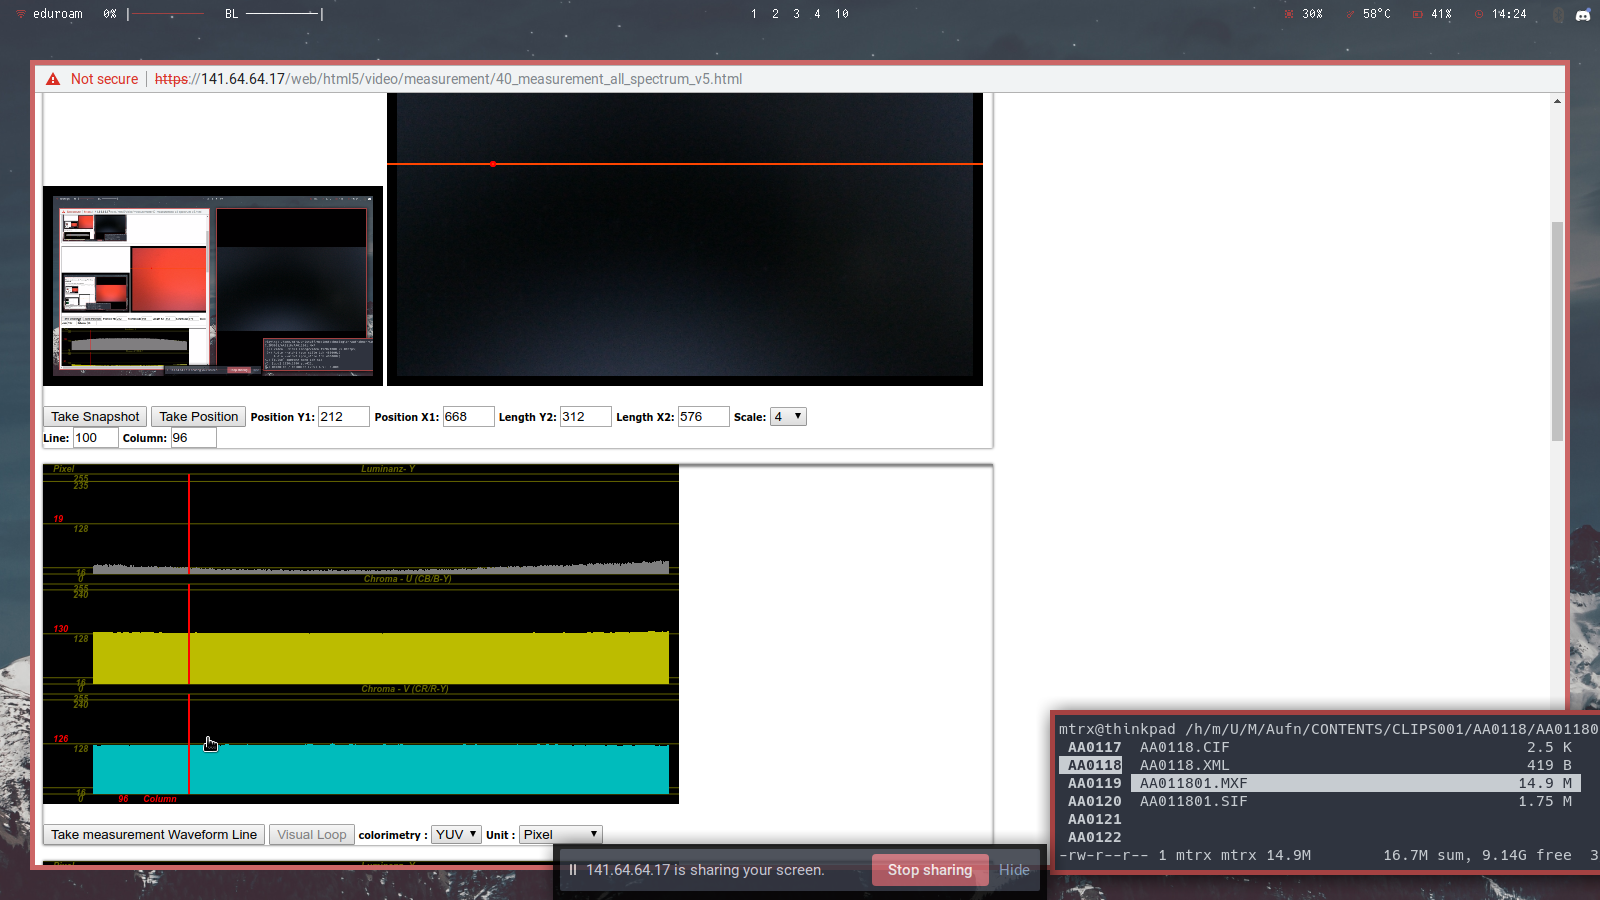 eduroam 0% BL 1 2 3 4 10 30% 58°C 41% 14:24
Not secure https://141.64.64.17/web/html5/video/measurement/40_measurement_all_spectrum_v5.html
Take Snapshot Take Position Position Y1: 212 Position X1: 668 Length Y2: 312 Length X2: 576 Scale: 4
Line: 100 Column: 96
Pixel Luminanz- Y
255
235
19
128
16
0
Chroma - U (CB/B-Y)
255
240
130
128
16
0
Chroma - V (CR/R-Y)
255
240
126
128
16
0
96 Column
Take measurement Waveform Line Visual Loop colorimetry : YUV Unit : Pixel
Pixel Luminanz- Y
141.64.64.17 is sharing your screen. Stop sharing Hide
mtrx@thinkpad /h/m/U/M/Aufn/CONTENTS/CLIPS001/AA0118/AA01180
AA0117 AA0118.CIF 2.5 K
AA0118 AA0118.XML 419 B
AA0119 AA011801.MXF 14.9 M
AA0120 AA011801.SIF 1.75 M
AA0121
AA0122
-rw-r--r-- 1 mtrx mtrx 14.9M 16.7M sum, 9.14G free 3